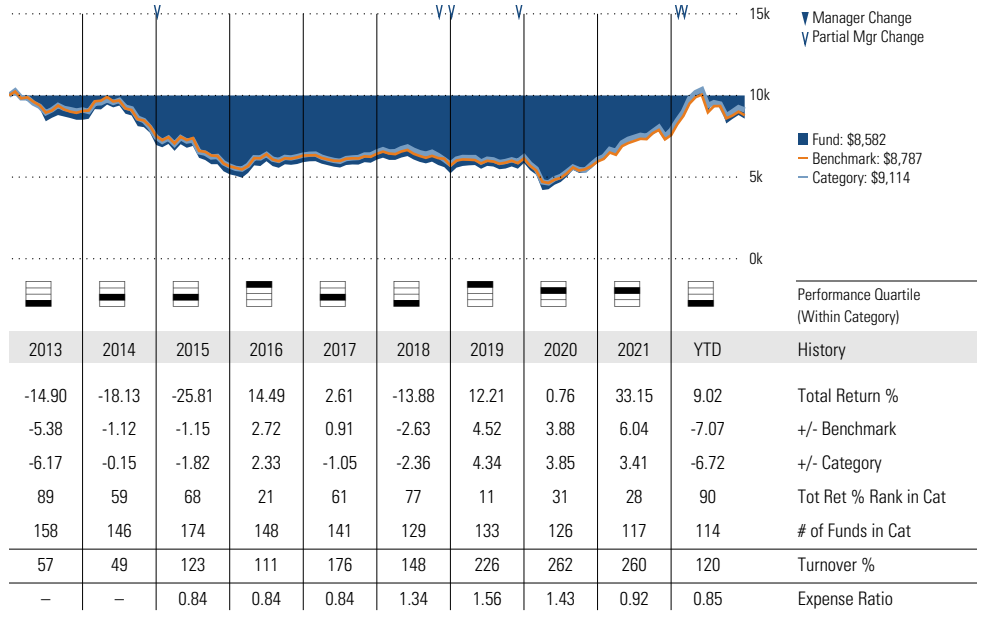 15k
10k
5k
0k
Manager Change
Partial Mgr Change
Fund: $8,582
Benchmark: $8,787
Category: $9,114
Performance Quartile
(Within Category)
2013 2014 2015 2016 2017 2018 2019 2020 2021 YTD History
-14.90 -18.13 -25.81 14.49 2.61 -13.88 12.21 0.76 33.15 9.02 Total Return %
-5.38 -1.12 -1.15 2.72 0.91 -2.63 4.52 3.88 6.04 -7.07 +/- Benchmark
-6.17 -0.15 -1.82 2.33 -1.05 -2.36 4.34 3.85 3.41 -6.72 +/- Category
89 59 68 21 61 77 11 31 28 90 Tot Ret % Rank in Cat
158 146 174 148 141 129 133 126 117 114 # of Funds in Cat
57 49 123 111 176 148 226 262 260 120 Turnover %
– – 0.84 0.84 0.84 1.34 1.56 1.43 0.92 0.85 Expense Ratio